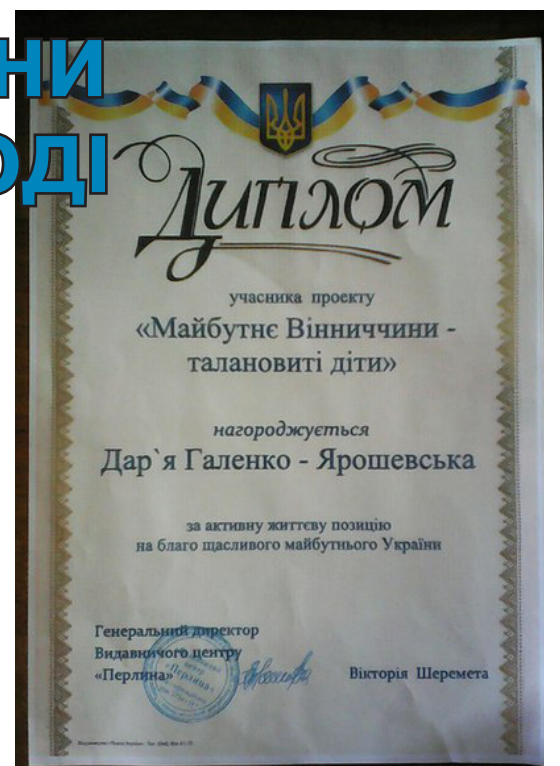 НИ
ОДІ
Диплом
учасника проекту
«Майбутнє Вінниччини -
талановиті діти»
нагороджується
Дар`я Галенко - Ярошевська
за активну життєву позицію
на благо щасливого майбутнього України
Генеральний директор
Видавничого центру
«Перлина»
Вікторія Шеремета
«Перлина»